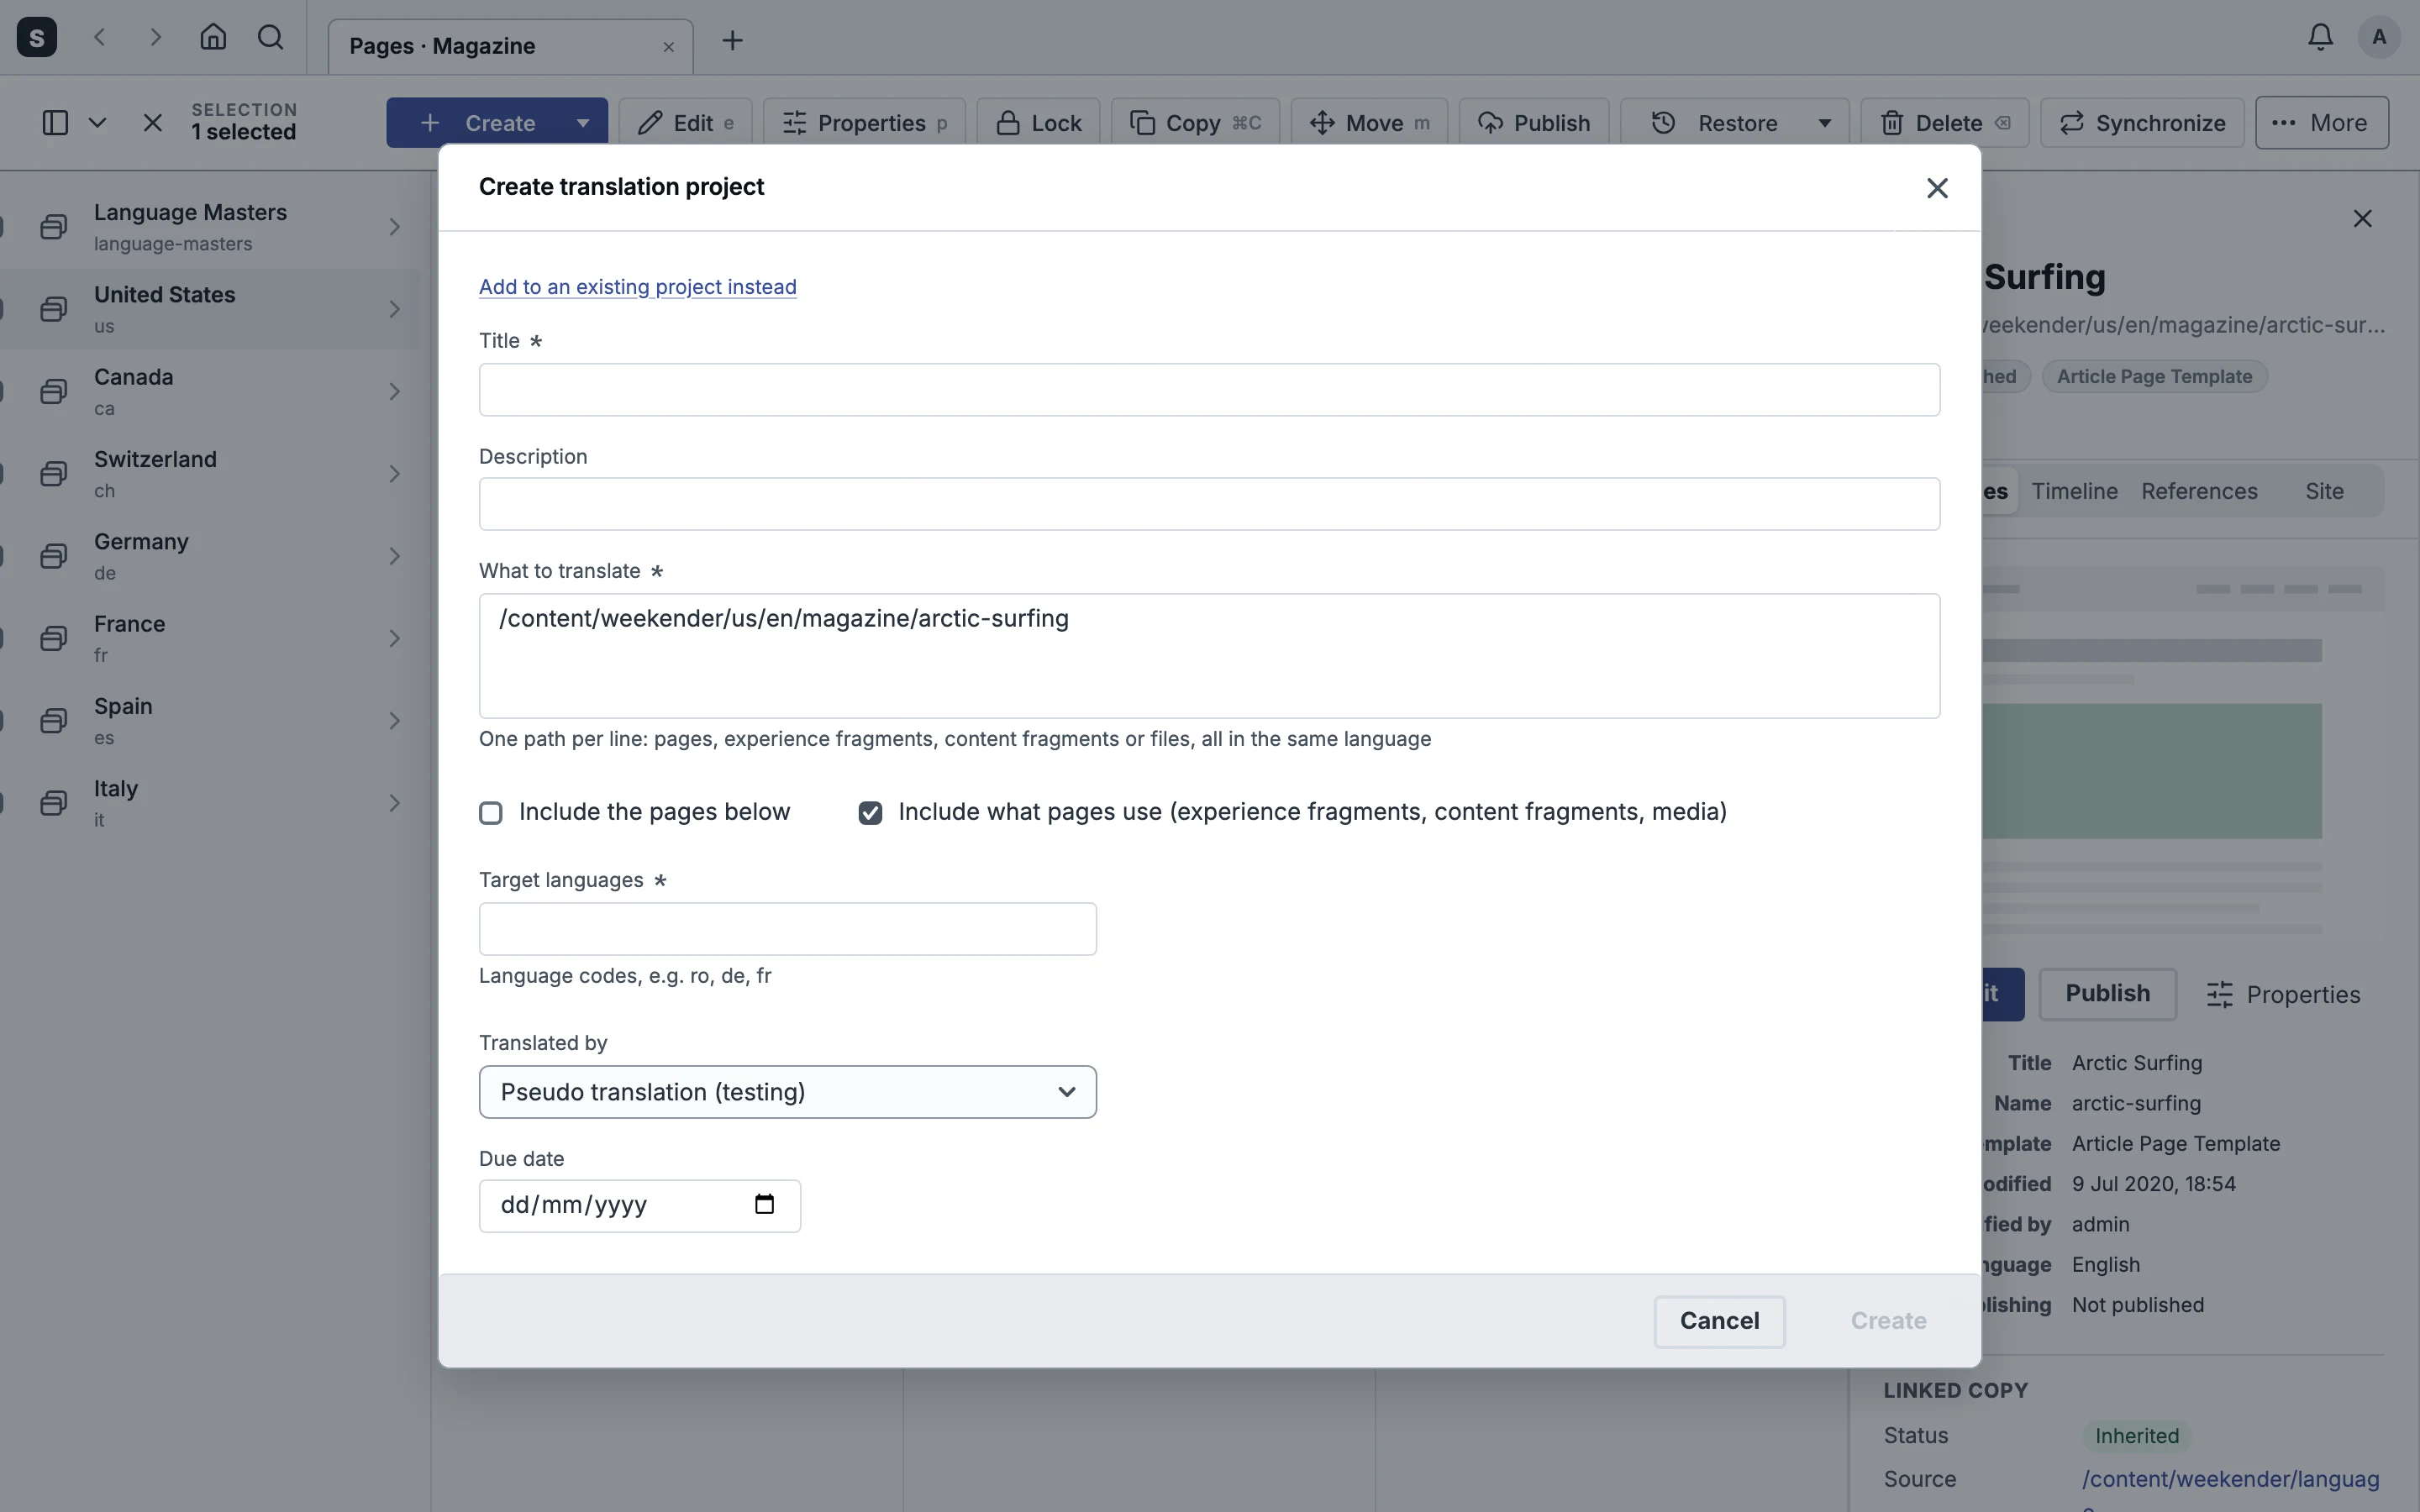 S
Pages · Magazine
A
SELECTION
1 selected
Create
Edit e
Properties p
Lock
Copy ⌘C
Move m
Publish
Restore
Delete
Synchronize
More
Language Masters
language-masters
United States
us
Canada
ca
Switzerland
ch
Germany
de
France
fr
Spain
es
Italy
it
Create translation project
Add to an existing project instead
Title *
Description
What to translate *
/content/weekender/us/en/magazine/arctic-surfing
One path per line: pages, experience fragments, content fragments or files, all in the same language
Include the pages below
Include what pages use (experience fragments, content fragments, media)
Target languages *
Language codes, e.g. ro, de, fr
Translated by
Pseudo translation (testing)
Due date
dd/mm/yyyy
Cancel
Create
Surfing
eekender/us/en/magazine/arctic-sur...
hed
Article Page Template
es
Timeline
References
Site
it
Publish
Properties
Title Arctic Surfing
Name arctic-surfing
mplate Article Page Template
odified 9 Jul 2020, 18:54
fied by admin
nguage English
lishing Not published
LINKED COPY
Status Inherited
Source /content/weekender/languag